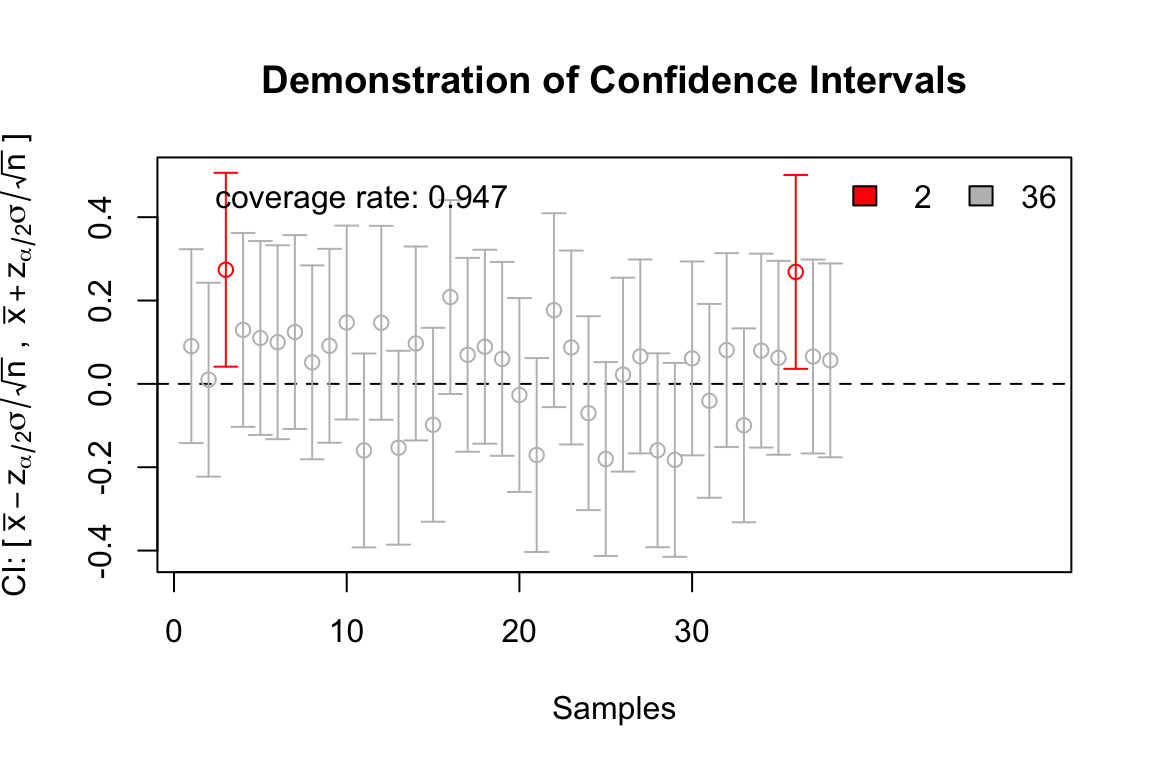 Demonstration of Confidence Intervals
coverage rate: 0.947
2
36
CI: [ x̅ − zα/2σ/√n , x̅ + zα/2σ/√n ]
0.4
0.2
0.0
-0.2
-0.4
0 10 20 30
Samples